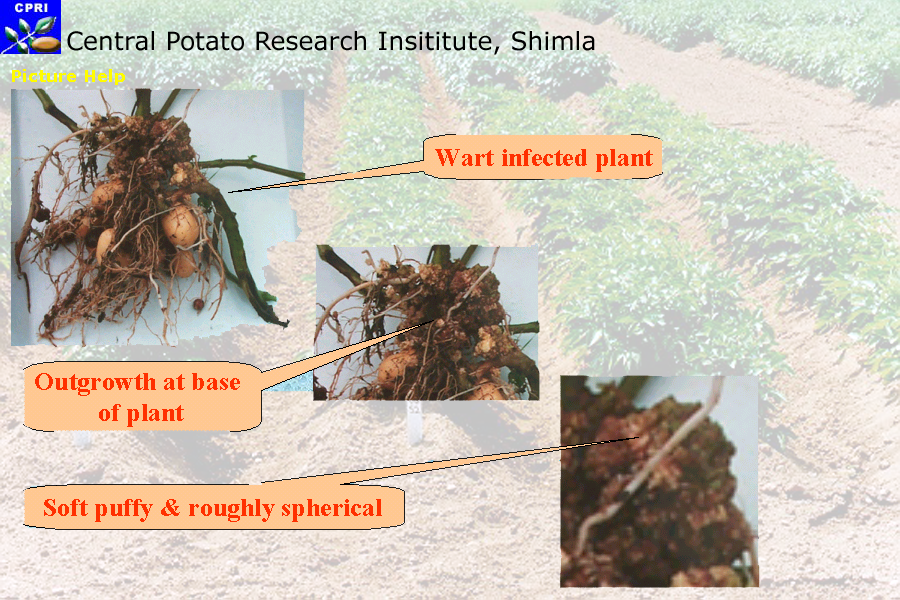 CPRI
Central Potato Research Insititute, Shimla
Picture Help
Wart infected plant
Outgrowth at base
of plant
Soft puffy & roughly spherical